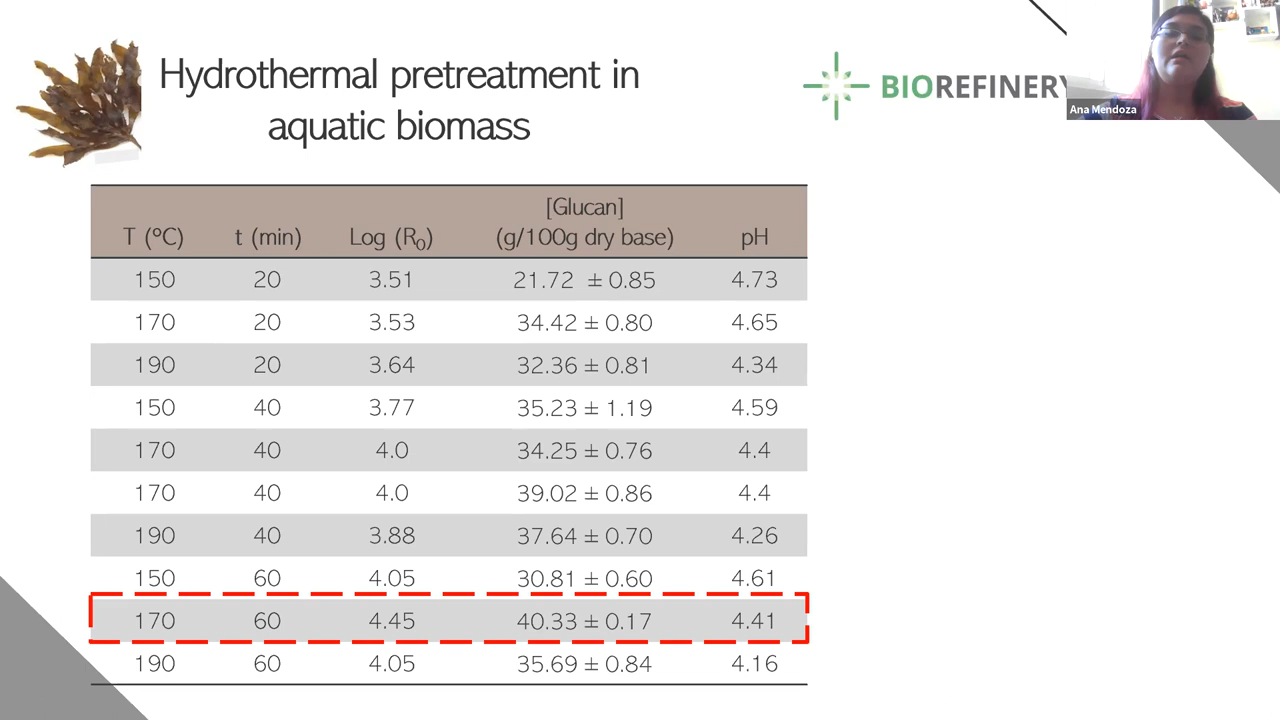 Hydrothermal pretreatment in
aquatic biomass
BIOREFINERY
Ana Mendoza
[Glucan]
T (ºC) t (min) Log (R₀) (g/100g dry base) pH
150 20 3.51 21.72 ± 0.85 4.73
170 20 3.53 34.42 ± 0.80 4.65
190 20 3.64 32.36 ± 0.81 4.34
150 40 3.77 35.23 ± 1.19 4.59
170 40 4.0 34.25 ± 0.76 4.4
170 40 4.0 39.02 ± 0.86 4.4
190 40 3.88 37.64 ± 0.70 4.26
150 60 4.05 30.81 ± 0.60 4.61
170 60 4.45 40.33 ± 0.17 4.41
190 60 4.05 35.69 ± 0.84 4.16